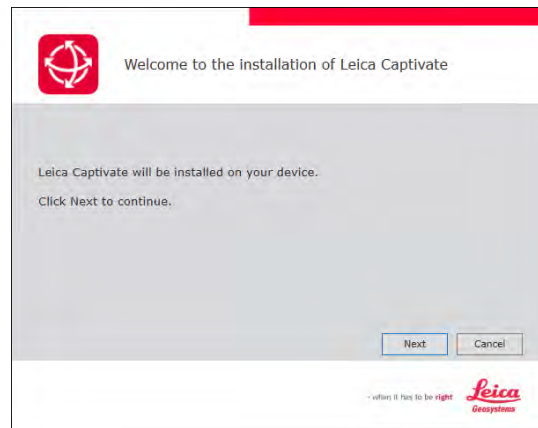 Welcome to the installation of Leica Captivate
Leica Captivate will be installed on your device.
Click Next to continue.
Next
Cancel
- when it has to be right
Leica
Geosystems